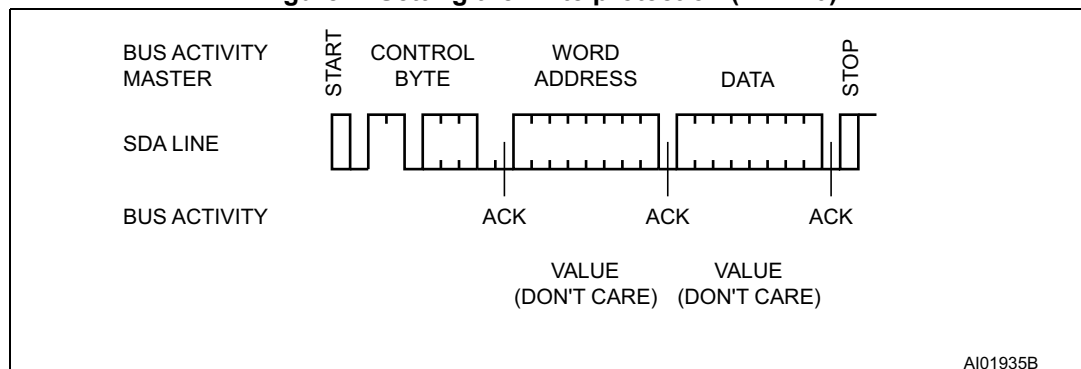 BUS ACTIVITY
MASTER
START
CONTROL
BYTE
WORD
ADDRESS
DATA
STOP
SDA LINE
BUS ACTIVITY
ACK
ACK
ACK
VALUE
(DON'T CARE)
VALUE
(DON'T CARE)
AI01935B